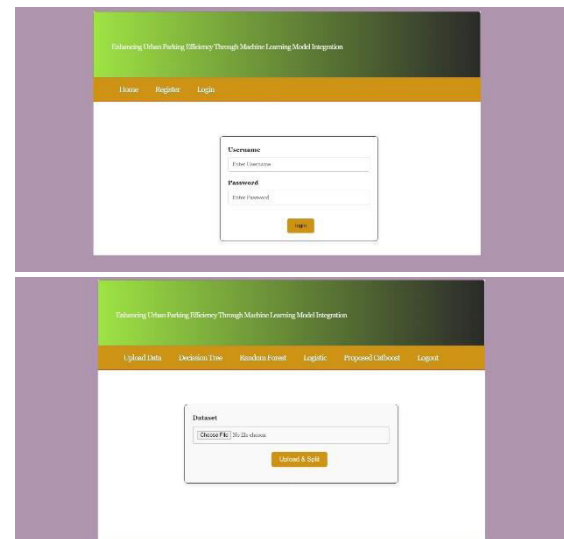 Enhancing Urban Parking Efficiency Through Machine Learning Model Integration
Home Register Login
Username
Enter Username
Password
Enter Password
login
Enhancing Urban Parking Efficiency Through Machine Learning Model Integration
Upload Data Decision Tree Random Forest Logistic Proposed Catboost Logout
Dataset
Choose File No file chosen
Upload & Split